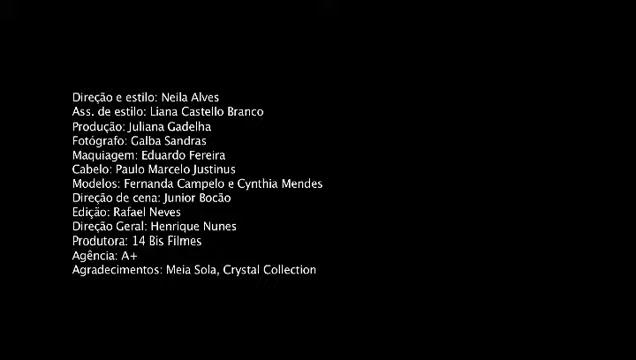 Direção e estilo: Neila Alves
Ass. de estilo: Liana Castello Branco
Produção: Juliana Gadelha
Fotógrafo: Galba Sandras
Maquiagem: Eduardo Fereira
Cabelo: Paulo Marcelo Justinus
Modelos: Fernanda Campelo e Cynthia Mendes
Direção de cena: Junior Bocão
Edição: Rafael Neves
Direção Geral: Henrique Nunes
Produtora: 14 Bis Filmes
Agência: A+
Agradecimentos: Meia Sola, Crystal Collection